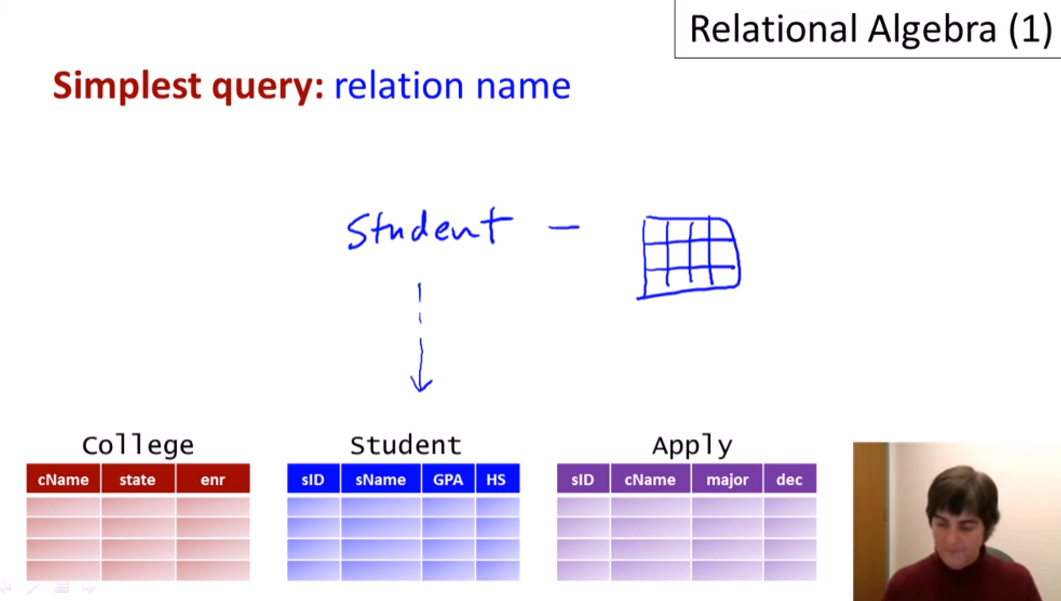 Relational Algebra (1)
Simplest query: relation name
Student –
College
cName state enr
Student
sID sName GPA HS
Apply
sID cName major dec